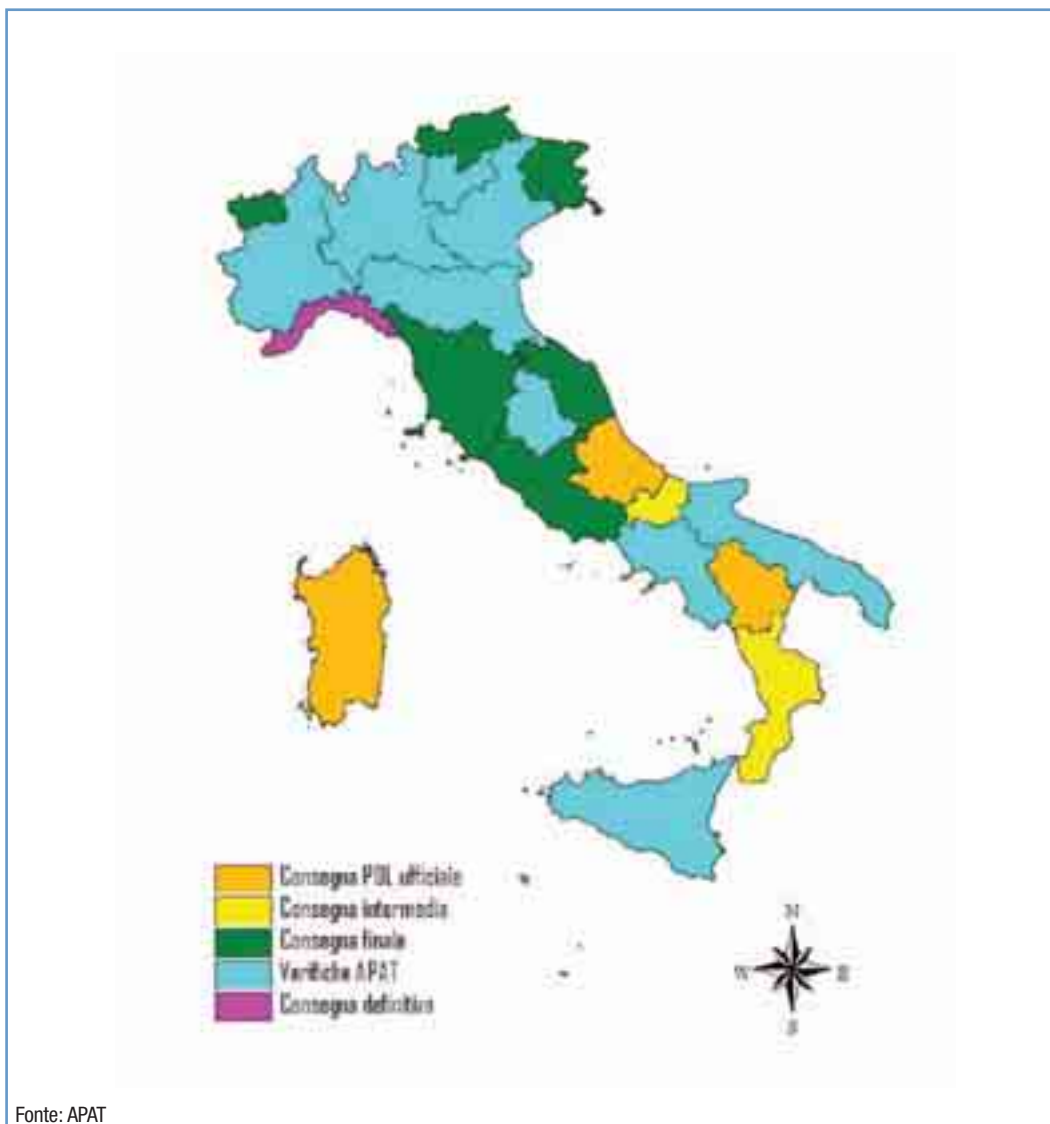 Consegna PDL ufficiale
Consegna intermedia
Consegna finale
Verifiche APAT
Consegna definitiva
N
W E
S
Fonte: APAT